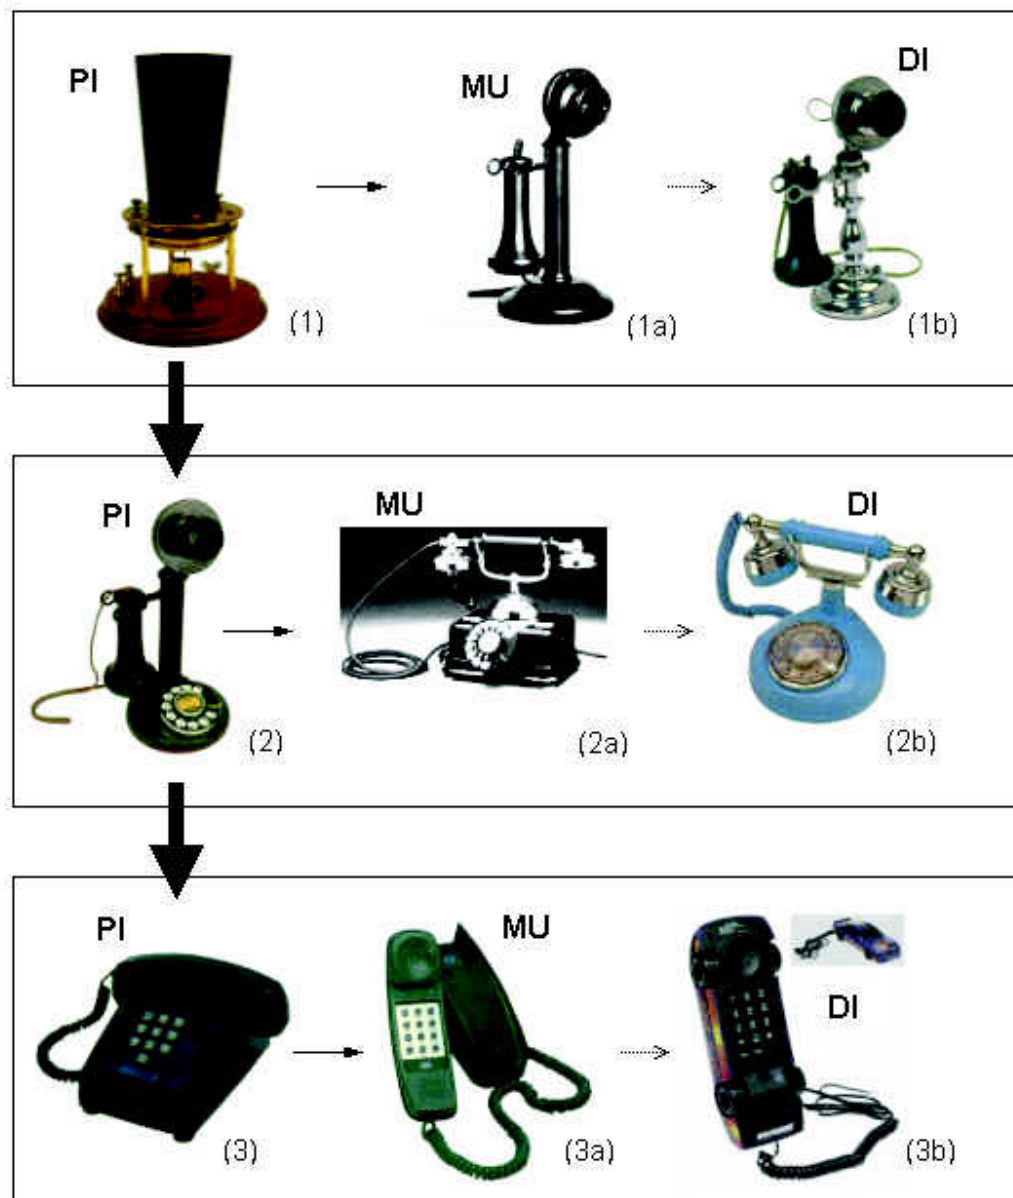 PI
MU
DI
(1)
(1a)
(1b)
PI
MU
DI
(2)
(2a)
(2b)
PI
MU
DI
(3)
(3a)
(3b)